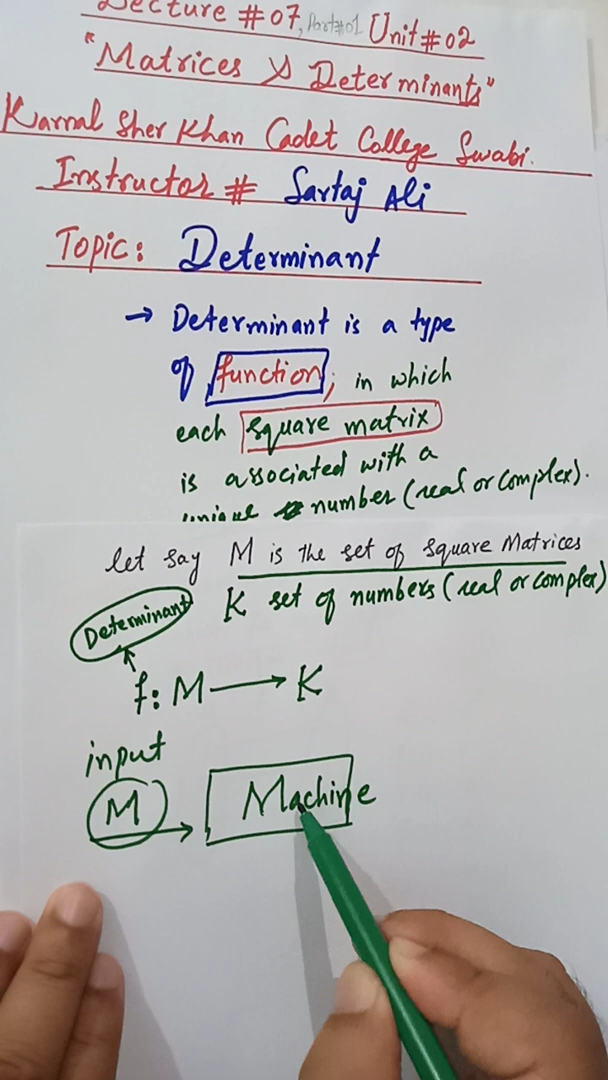 Lecture #07, Part#01 Unit#02
"Matrices & Determinants"
Karnal Sher Khan Cadet College Swabi.
Instructor # Sartaj Ali
Topic: Determinant
→ Determinant is a type
of function, in which
each square matrix
is associated with a
unique number (real or complex).
let say M is the set of square Matrices
K set of numbers (real or complex)
Determinant
f: M → K
input
M → Machine